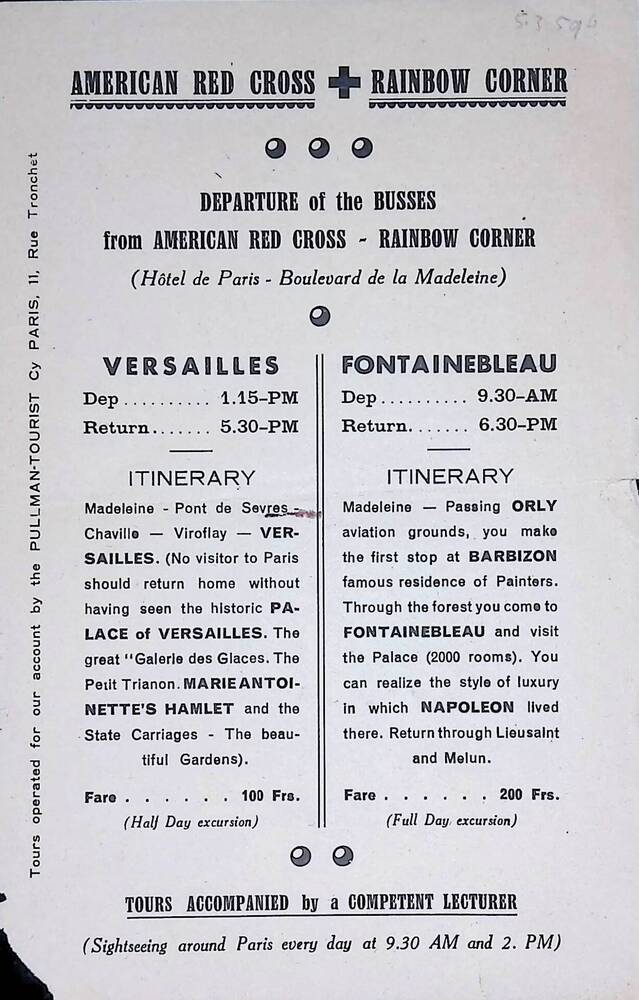 AMERICAN RED CROSS ✚ RAINBOW CORNER
DEPARTURE of the BUSSES
from AMERICAN RED CROSS - RAINBOW CORNER
(Hôtel de Paris - Boulevard de la Madeleine)
VERSAILLES
Dep .......... 1.15-PM
Return....... 5.30-PM
ITINERARY
Madeleine - Pont de Sevres -
Chaville — Viroflay — VER-
SAILLES. (No visitor to Paris
should return home without
having seen the historic PA-
LACE of VERSAILLES. The
great "Galerie des Glaces. The
Petit Trianon. MARIE ANTOI-
NETTE'S HAMLET and the
State Carriages - The beau-
tiful Gardens).
Fare . . . . . . 100 Frs.
(Half Day excursion)
FONTAINEBLEAU
Dep.......... 9.30-AM
Return....... 6.30-PM
ITINERARY
Madeleine — Passing ORLY
aviation grounds, you make
the first stop at BARBIZON
famous residence of Painters.
Through the forest you come to
FONTAINEBLEAU and visit
the Palace (2000 rooms). You
can realize the style of luxury
in which NAPOLEON lived
there. Return through Lieusaint
and Melun.
Fare . . . . . . 200 Frs.
(Full Day excursion)
TOURS ACCOMPANIED by a COMPETENT LECTURER
(Sightseeing around Paris every day at 9.30 AM and 2. PM)
Tours operated for our account by the PULLMAN-TOURIST Cy PARIS, 11, Rue Tronchet